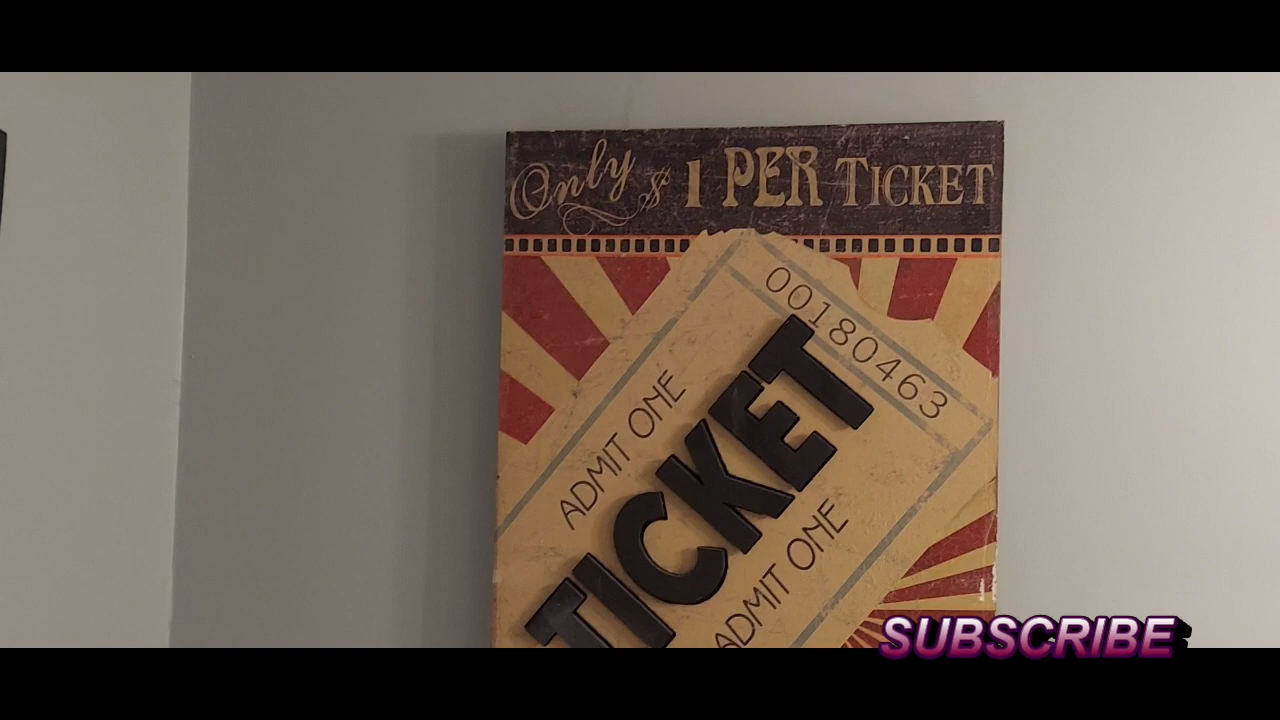 Only $1 PER TICKET
00180463
ADMIT ONE
TICKET
ADMIT ONE
SUBSCRIBE